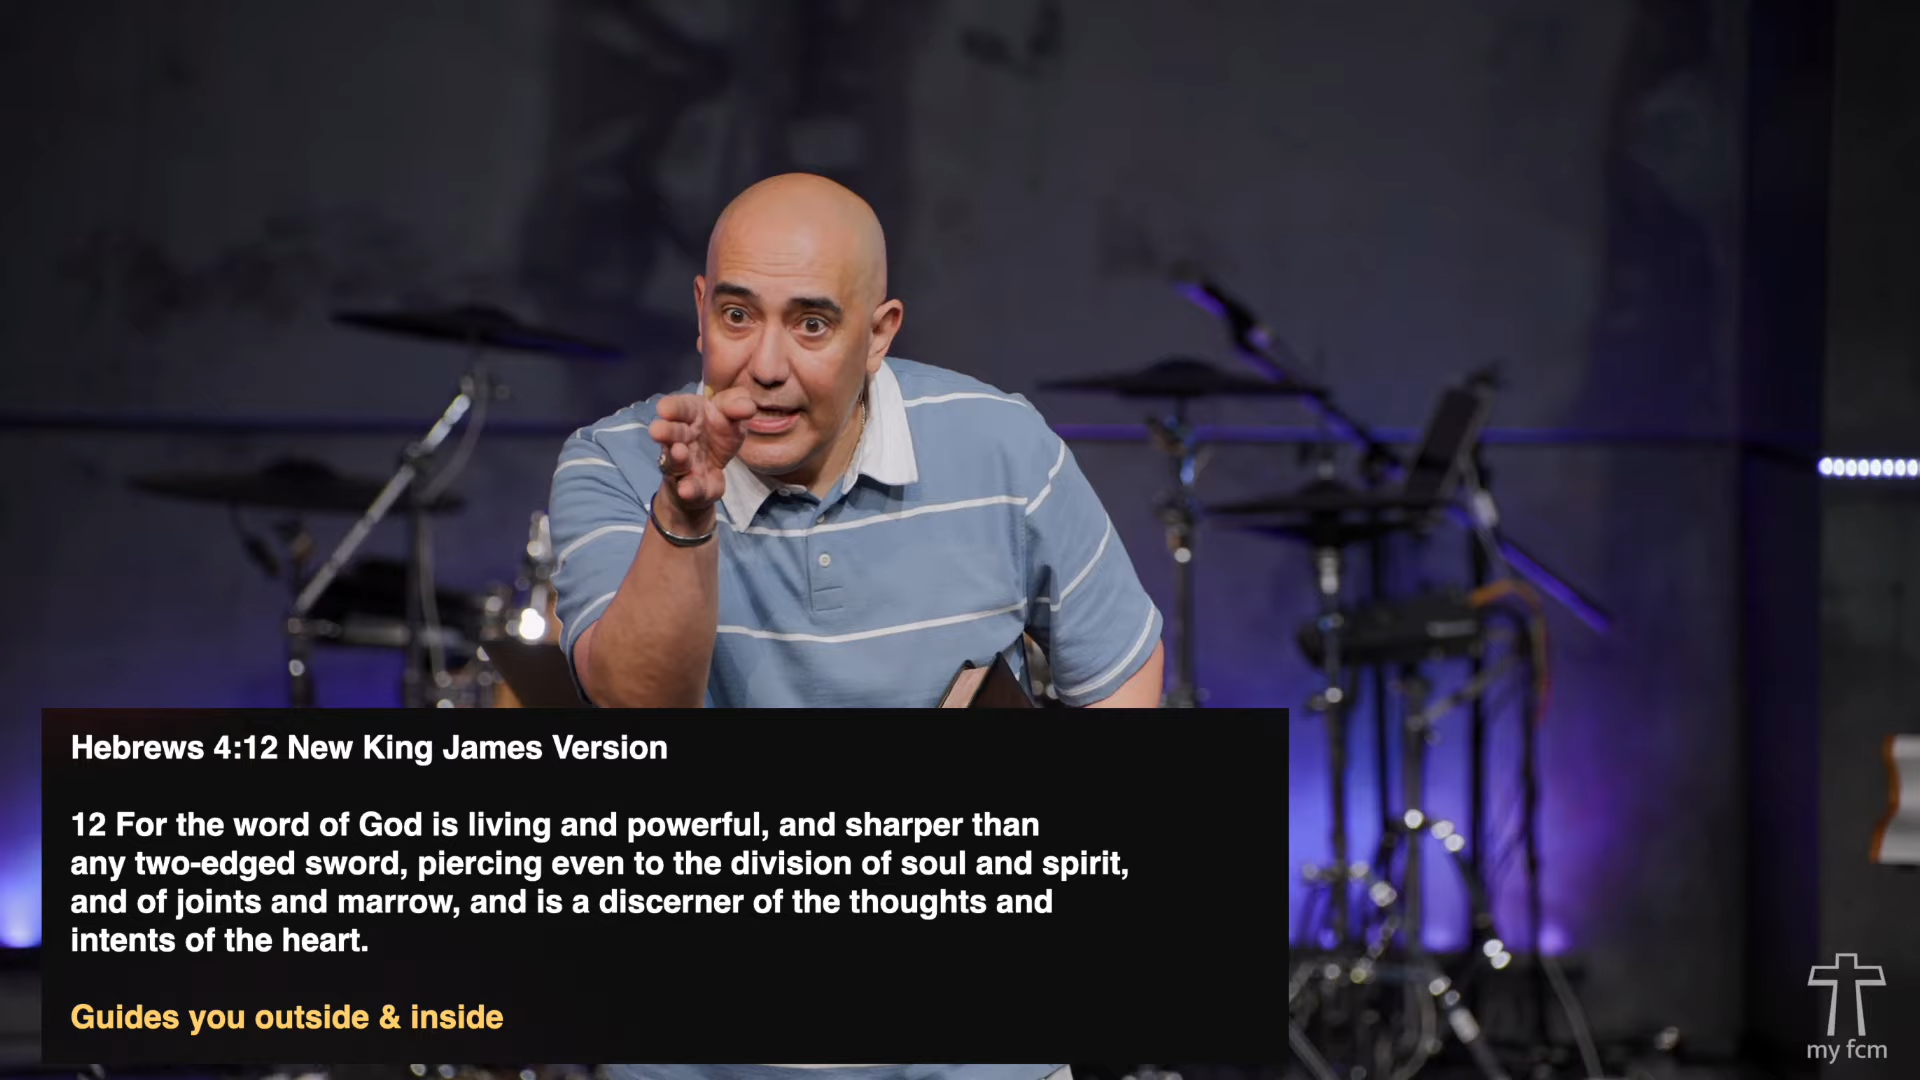 Hebrews 4:12 New King James Version
12 For the word of God is living and powerful, and sharper than
any two-edged sword, piercing even to the division of soul and spirit,
and of joints and marrow, and is a discerner of the thoughts and
intents of the heart.
Guides you outside & inside
my fcm